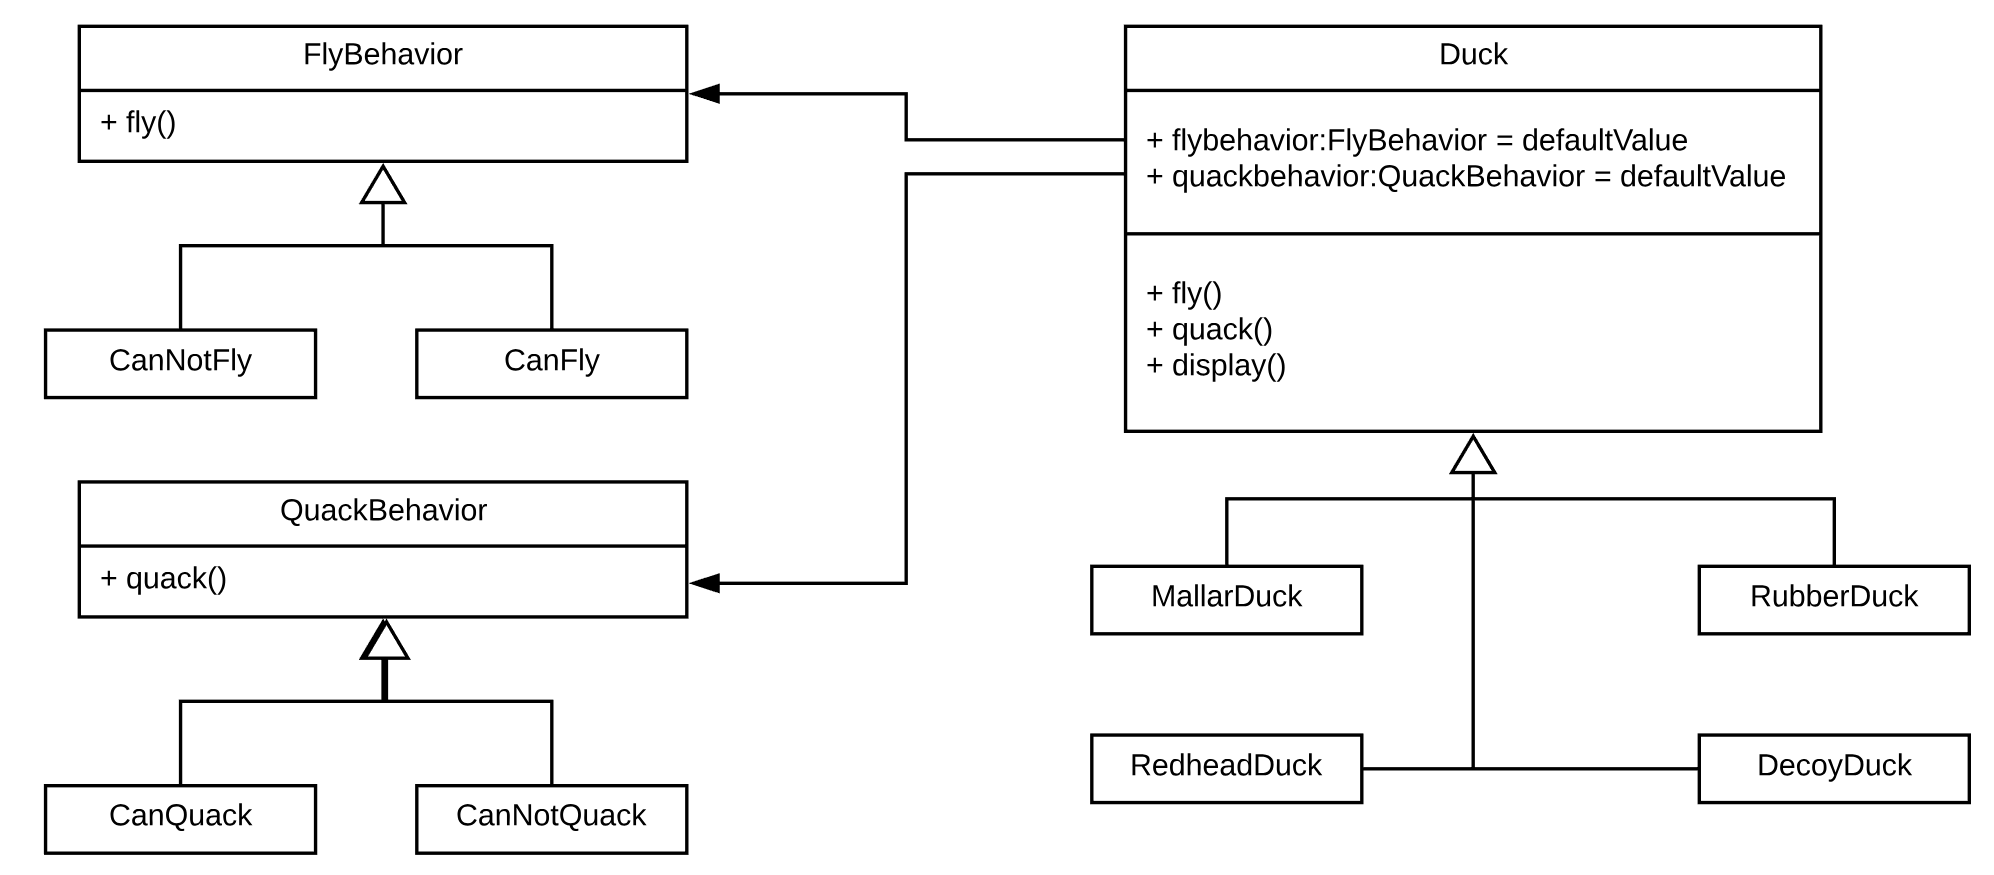 FlyBehavior
+ fly()
CanNotFly
CanFly
QuackBehavior
+ quack()
CanQuack
CanNotQuack
Duck
+ flybehavior:FlyBehavior = defaultValue
+ quackbehavior:QuackBehavior = defaultValue
+ fly()
+ quack()
+ display()
MallarDuck
RubberDuck
RedheadDuck
DecoyDuck